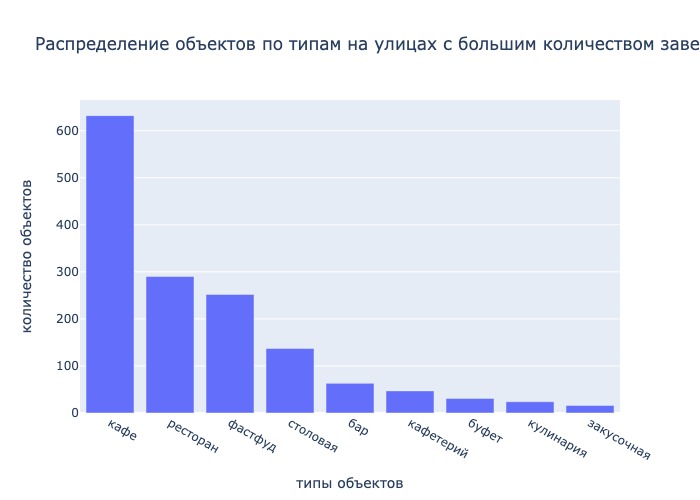 Распределение объектов по типам на улицах с большим количеством заве
количество объектов
600
500
400
300
200
100
0
кафе
ресторан
фастфуд
столовая
бар
кафетерий
буфет
кулинария
закусочная
типы объектов